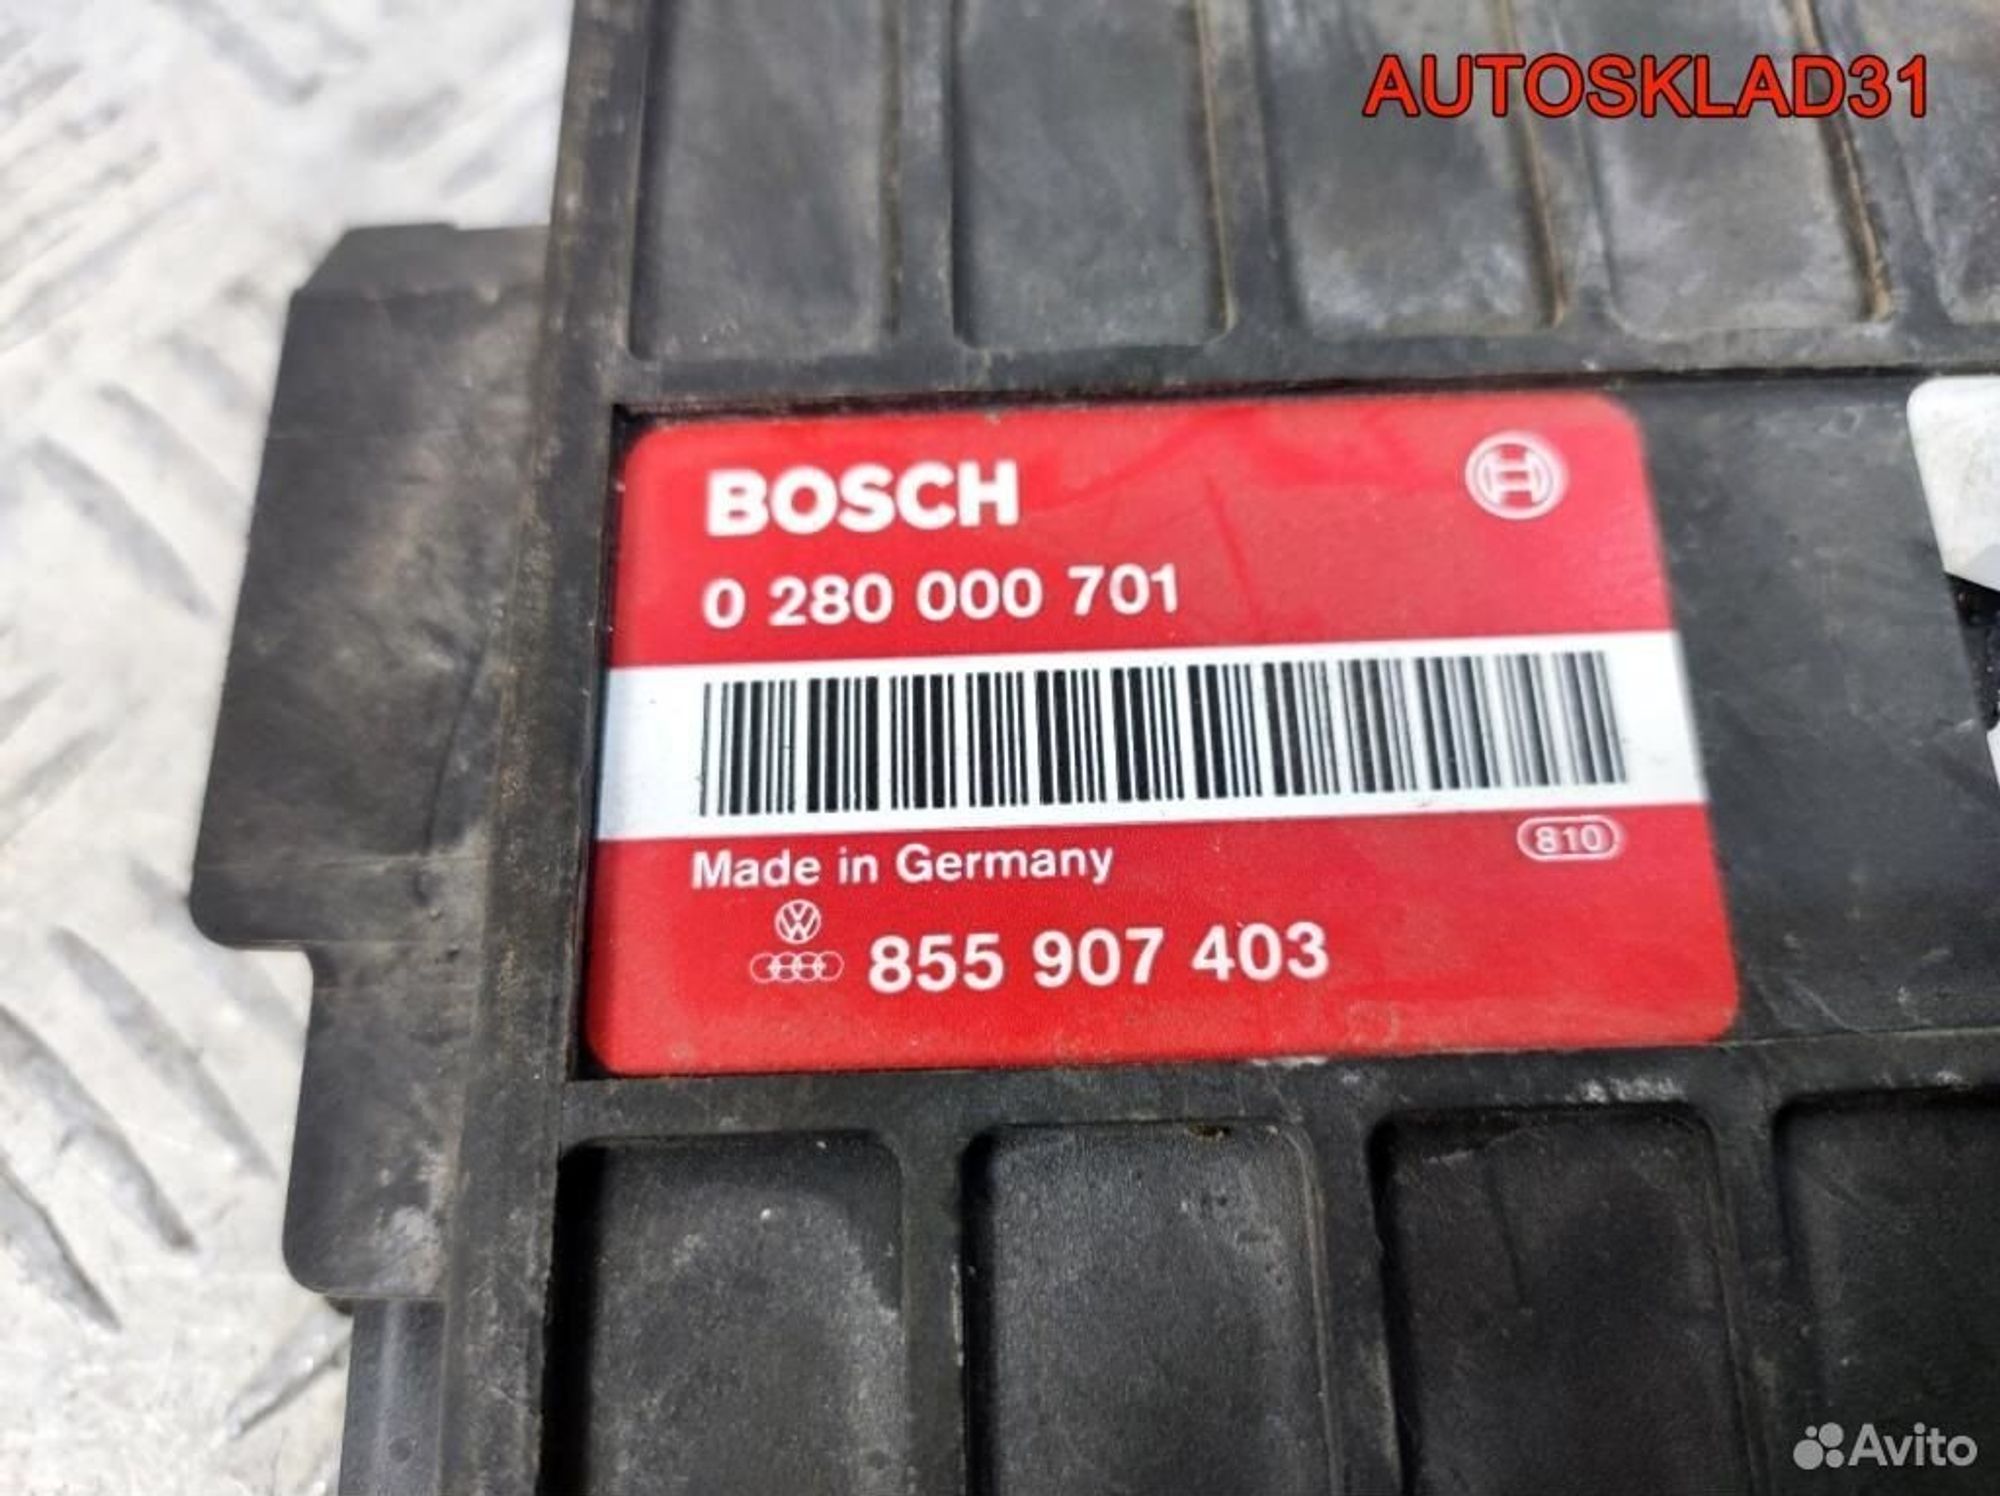 AUTOSKLAD31
BOSCH
0 280 000 701
Made in Germany
810
855 907 403
Avito